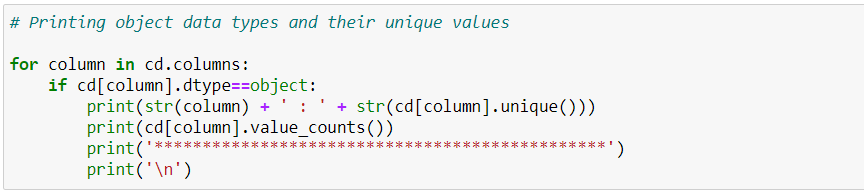 # Printing object data types and their unique values

for column in cd.columns:
    if cd[column].dtype==object:
        print(str(column) + ' : ' + str(cd[column].unique()))
        print(cd[column].value_counts())
        print('***********************************************')
        print('\n')